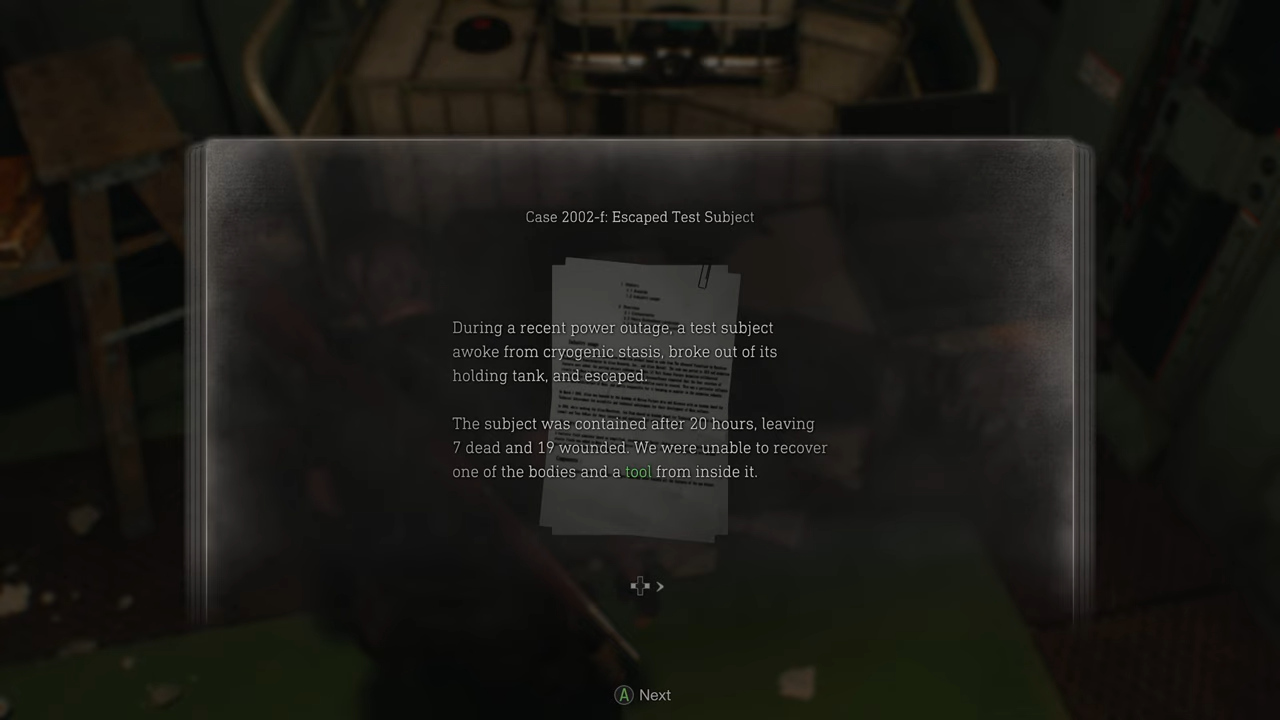 Case 2002-f: Escaped Test Subject
During a recent power outage, a test subject
awoke from cryogenic stasis, broke out of its
holding tank, and escaped.
The subject was contained after 20 hours, leaving
7 dead and 19 wounded. We were unable to recover
one of the bodies and a tool from inside it.
A Next